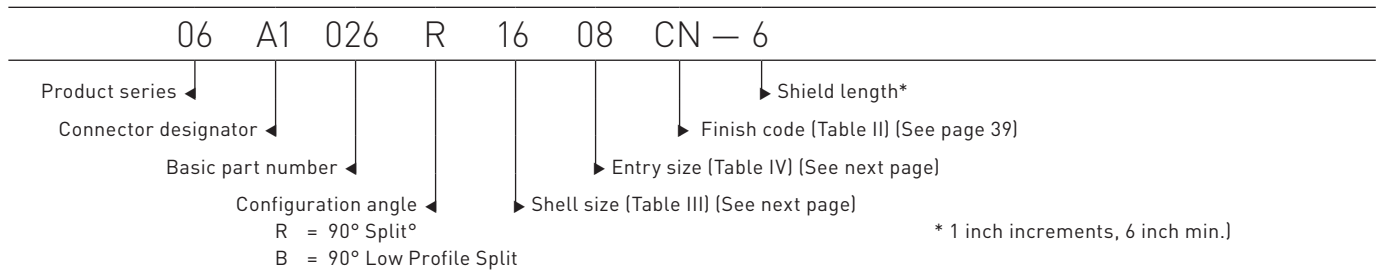 06 A1 026 R 16 08 CN — 6
Product series
Shield length*
Connector designator
Finish code (Table II) (See page 39)
Basic part number
Entry size (Table IV) (See next page)
Configuration angle
Shell size (Table III) (See next page)
R = 90° Split°
* 1 inch increments, 6 inch min.)
B = 90° Low Profile Split